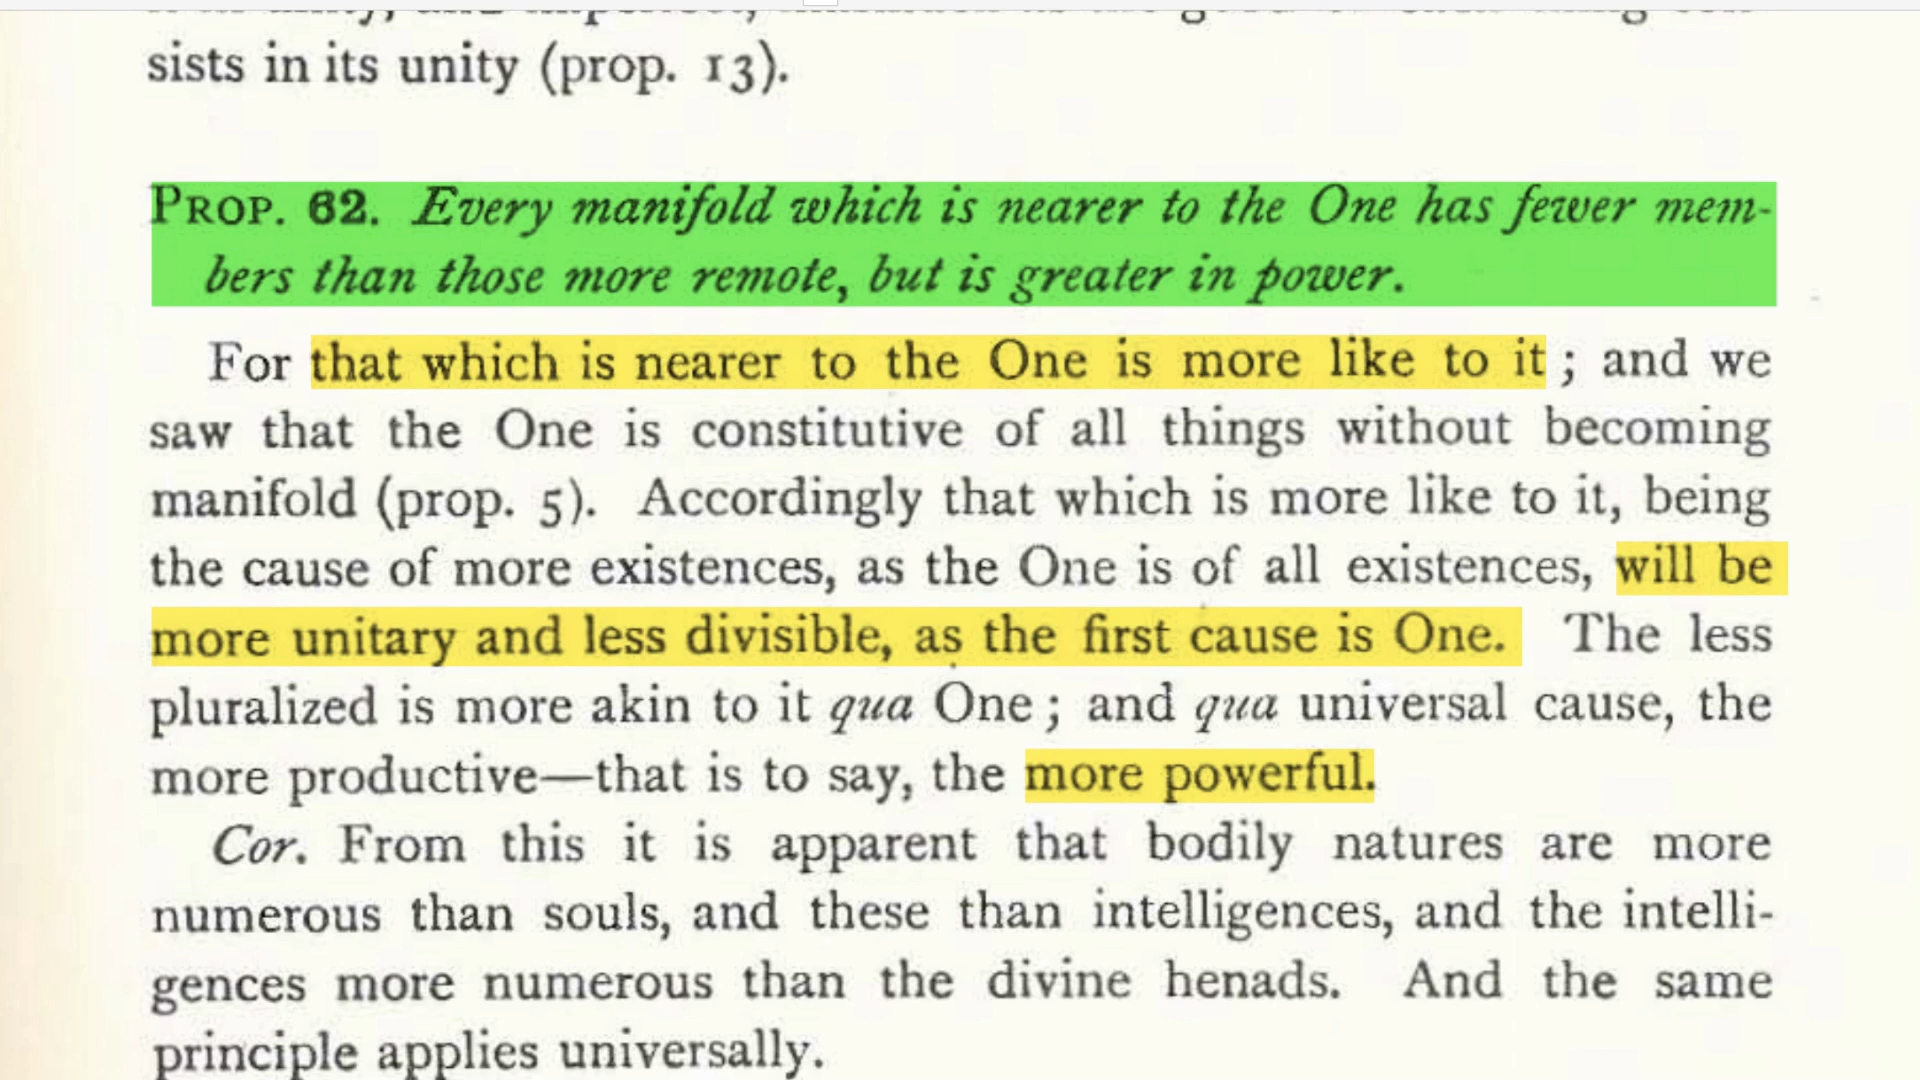 sists in its unity (prop. 13).
PROP. 62. Every manifold which is nearer to the One has fewer mem-
bers than those more remote, but is greater in power.
For that which is nearer to the One is more like to it ; and we
saw that the One is constitutive of all things without becoming
manifold (prop. 5). Accordingly that which is more like to it, being
the cause of more existences, as the One is of all existences, will be
more unitary and less divisible, as the first cause is One. The less
pluralized is more akin to it qua One ; and qua universal cause, the
more productive—that is to say, the more powerful.
Cor. From this it is apparent that bodily natures are more
numerous than souls, and these than intelligences, and the intelli-
gences more numerous than the divine henads. And the same
principle applies universally.